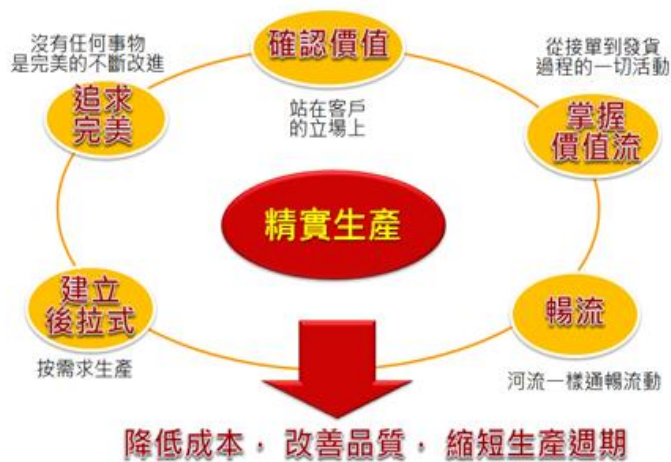 確認價值
站在客戶
的立場上
從接單到發貨
過程的一切活動
掌握
價值流
暢流
河流一樣通暢流動
建立
後拉式
按需求生產
沒有任何事物
是完美的不斷改進
追求
完美
精實生產
降低成本, 改善品質, 縮短生產週期